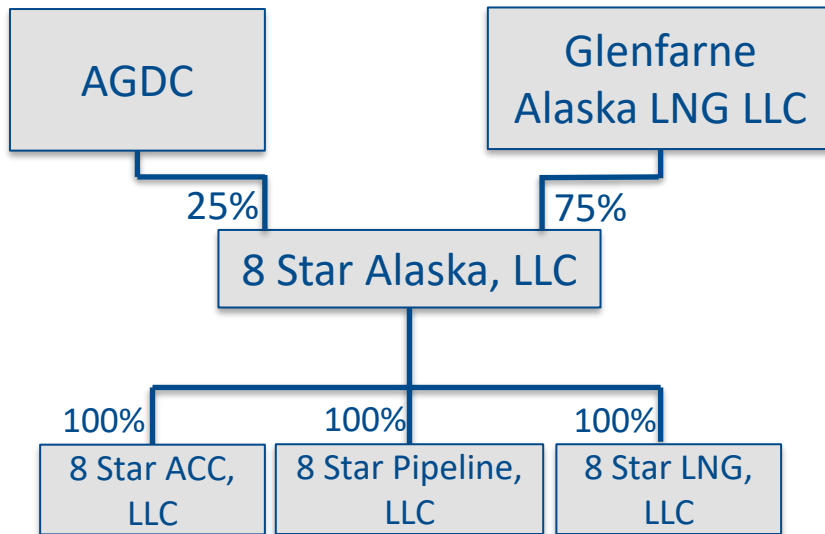 AGDC
Glenfarne
Alaska LNG LLC
25%
75%
8 Star Alaska, LLC
100%
100%
100%
8 Star ACC,
LLC
8 Star Pipeline,
LLC
8 Star LNG,
LLC